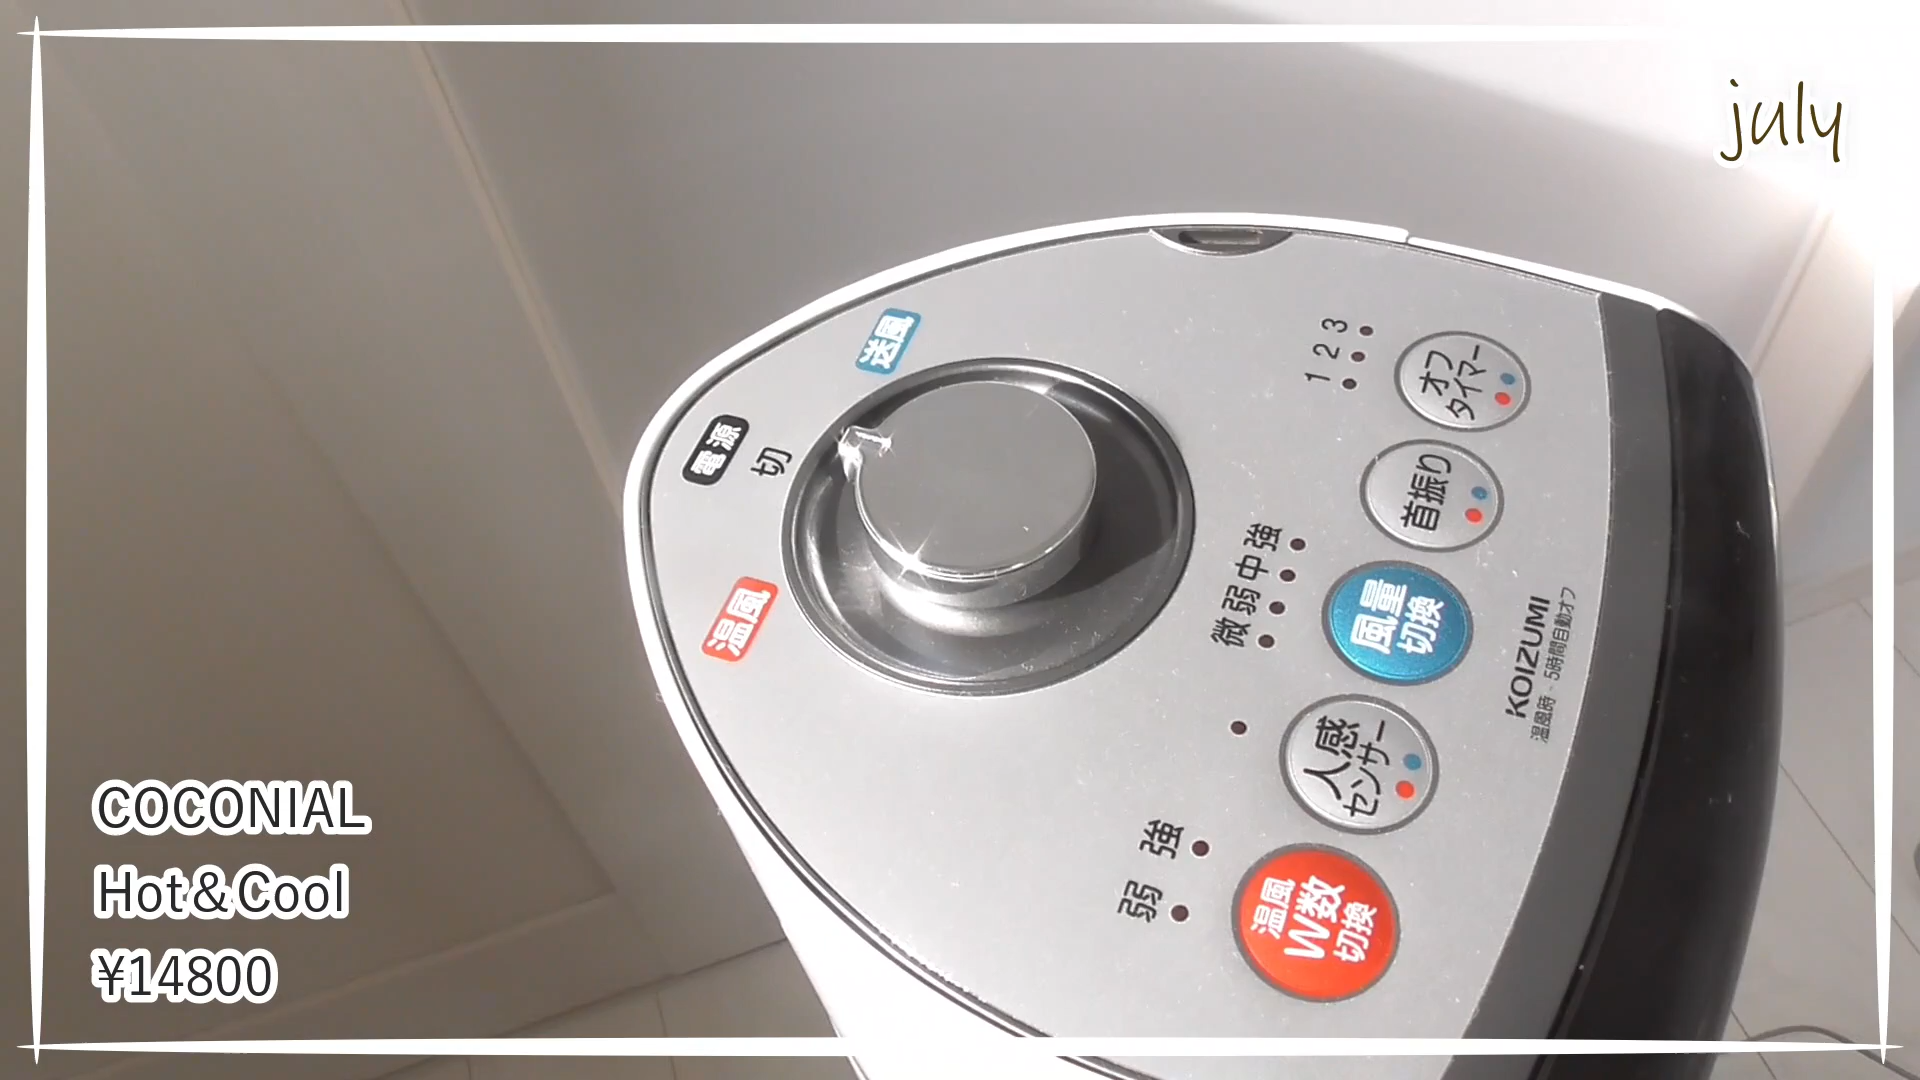 july
送風
電源
切
温風
3
2
1
オフ
タイマー
首振り
微弱中強
風量
切換
人感
センサー
弱 強
温風
W数
切換
KOIZUMI
温風時、5時間自動オフ
COCONIAL
Hot&Cool
¥14800